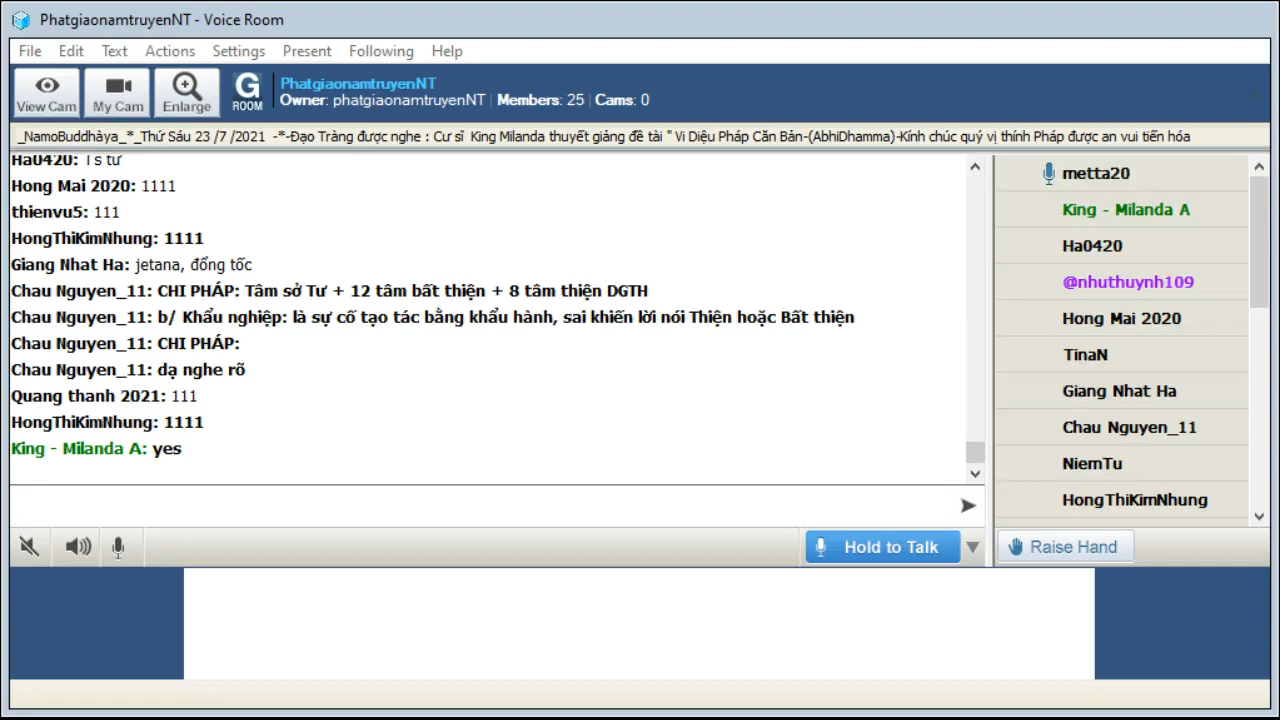 PhatgiaonamtruyenNT - Voice Room
File Edit Text Actions Settings Present Following Help
View Cam
My Cam
Enlarge
G
ROOM
PhatgiaonamtruyenNT
Owner: phatgiaonamtruyenNT | Members: 25 | Cams: 0
_NamoBuddhàya_*_Thứ Sáu 23 /7 /2021 -*-Đạo Tràng được nghe : Cư sĩ King Milanda thuyết giảng đề tài " Vi Diệu Pháp Căn Bản-(AbhiDhamma)-Kính chúc quý vị thính Pháp được an vui tiến hóa
Ha0420: Ts tư
Hong Mai 2020: 1111
thienvu5: 111
HongThiKimNhung: 1111
Giang Nhat Ha: jetana, đổng tốc
Chau Nguyen_11: CHI PHÁP: Tâm sở Tư + 12 tâm bất thiện + 8 tâm thiện DGTH
Chau Nguyen_11: b/ Khẩu nghiệp: là sự cố tạo tác bằng khẩu hành, sai khiến lời nói Thiện hoặc Bất thiện
Chau Nguyen_11: CHI PHÁP:
Chau Nguyen_11: dạ nghe rõ
Quang thanh 2021: 111
HongThiKimNhung: 1111
King - Milanda A: yes
metta20
King - Milanda A
Ha0420
@nhuthuynh109
Hong Mai 2020
TinaN
Giang Nhat Ha
Chau Nguyen_11
NiemTu
HongThiKimNhung
Hold to Talk
Raise Hand